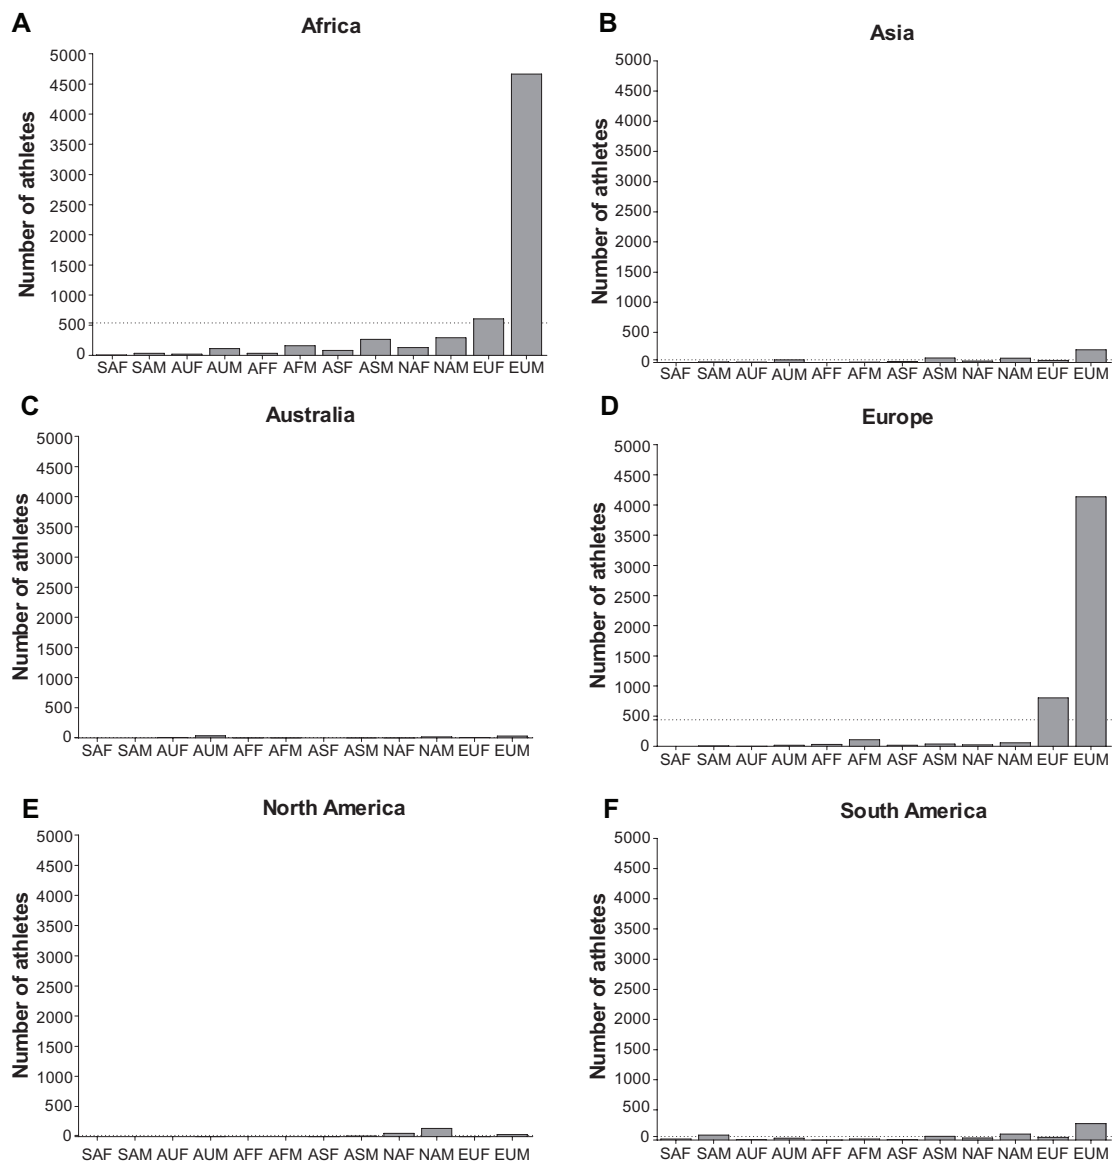 A
Africa
Number of athletes
5000
4500
4000
3500
3000
2500
2000
1500
1000
500
0
SAF SAM AUF AUM AFF AFM ASF ASM NAF NAM EUF EUM
B
Asia
Number of athletes
5000
4500
4000
3500
3000
2500
2000
1500
1000
500
0
SAF SAM AUF AUM AFF AFM ASF ASM NAF NAM EUF EUM
C
Australia
Number of athletes
5000
4500
4000
3500
3000
2500
2000
1500
1000
500
0
SAF SAM AUF AUM AFF AFM ASF ASM NAF NAM EUF EUM
D
Europe
Number of athletes
5000
4500
4000
3500
3000
2500
2000
1500
1000
500
0
SAF SAM AUF AUM AFF AFM ASF ASM NAF NAM EUF EUM
E
North America
Number of athletes
5000
4500
4000
3500
3000
2500
2000
1500
1000
500
0
SAF SAM AUF AUM AFF AFM ASF ASM NAF NAM EUF EUM
F
South America
Number of athletes
5000
4500
4000
3500
3000
2500
2000
1500
1000
500
0
SAF SAM AUF AUM AFF AFM ASF ASM NAF NAM EUF EUM